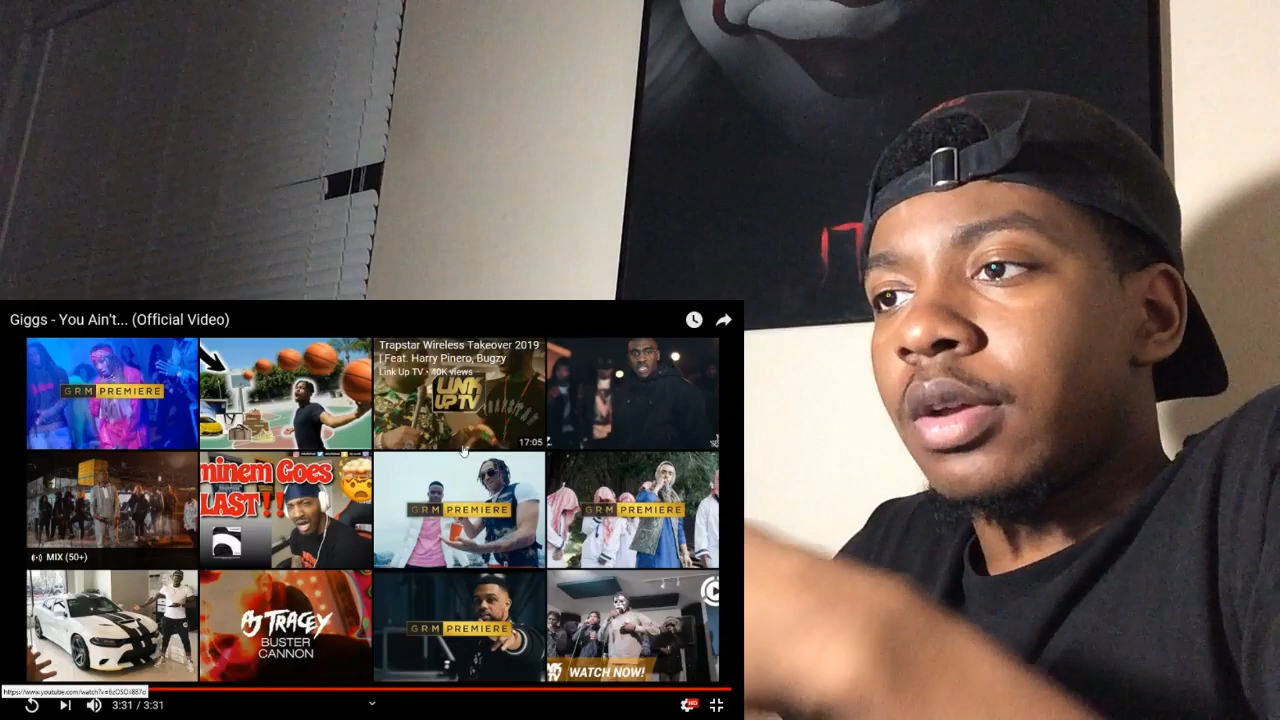 IT
Giggs - You Ain't... (Official Video)
GRM PREMIERE
Trapstar Wireless Takeover 2019
| Feat. Harry Pinero, Bugzy
Link Up TV • 40K views
LINK
UP TV
17:05
MIX (50+)
minem Goes
LAST!!
GRM PREMIERE
GRM PREMIERE
AJ TRACEY
BUSTER
CANNON
GRM PREMIERE
WATCH NOW!
3:31 / 3:31
HD